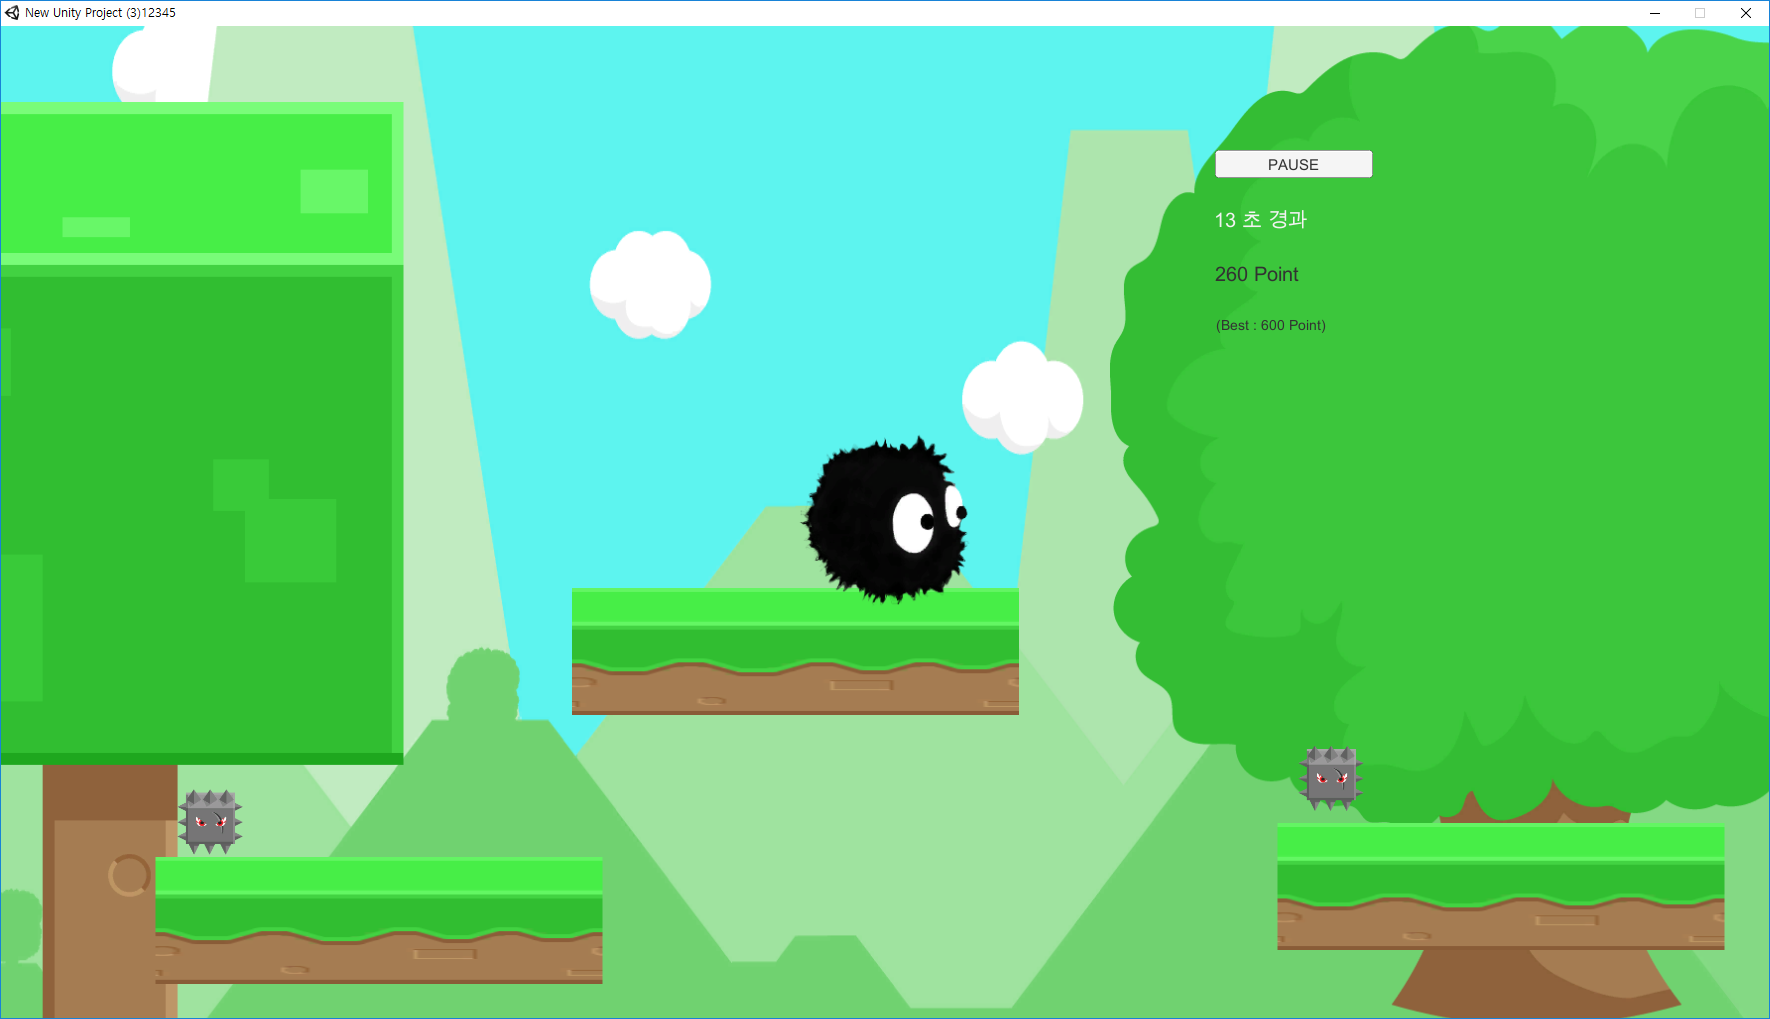 New Unity Project (3)12345
PAUSE
13 초 경과
260 Point
(Best : 600 Point)